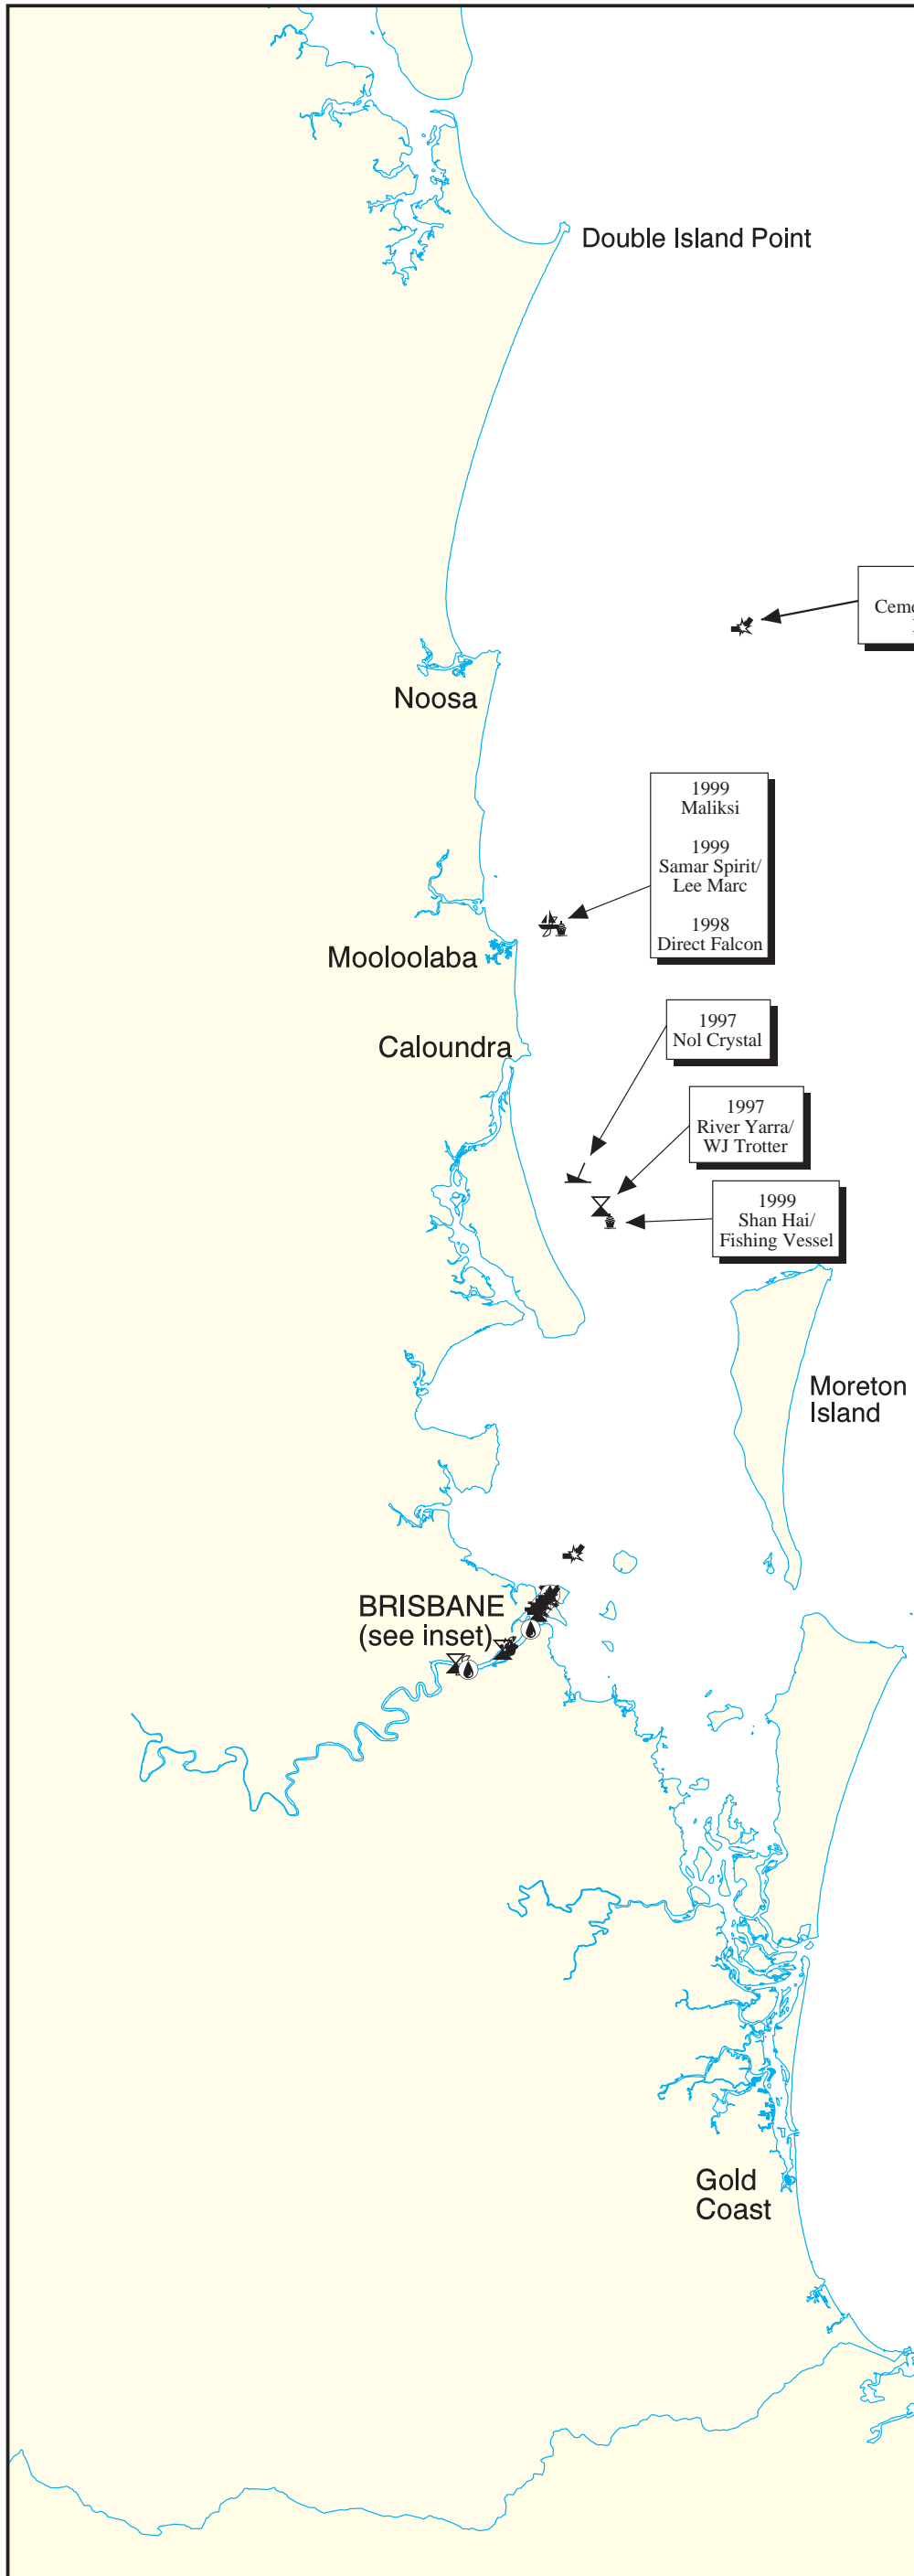 Double Island Point
Noosa
1999
Maliksi
1999
Samar Spirit/
Lee Marc
1998
Direct Falcon
Mooloolaba
1997
Nol Crystal
Caloundra
1997
River Yarra/
WJ Trotter
1999
Shan Hai/
Fishing Vessel
Moreton
Island
BRISBANE
(see inset)
Gold
Coast